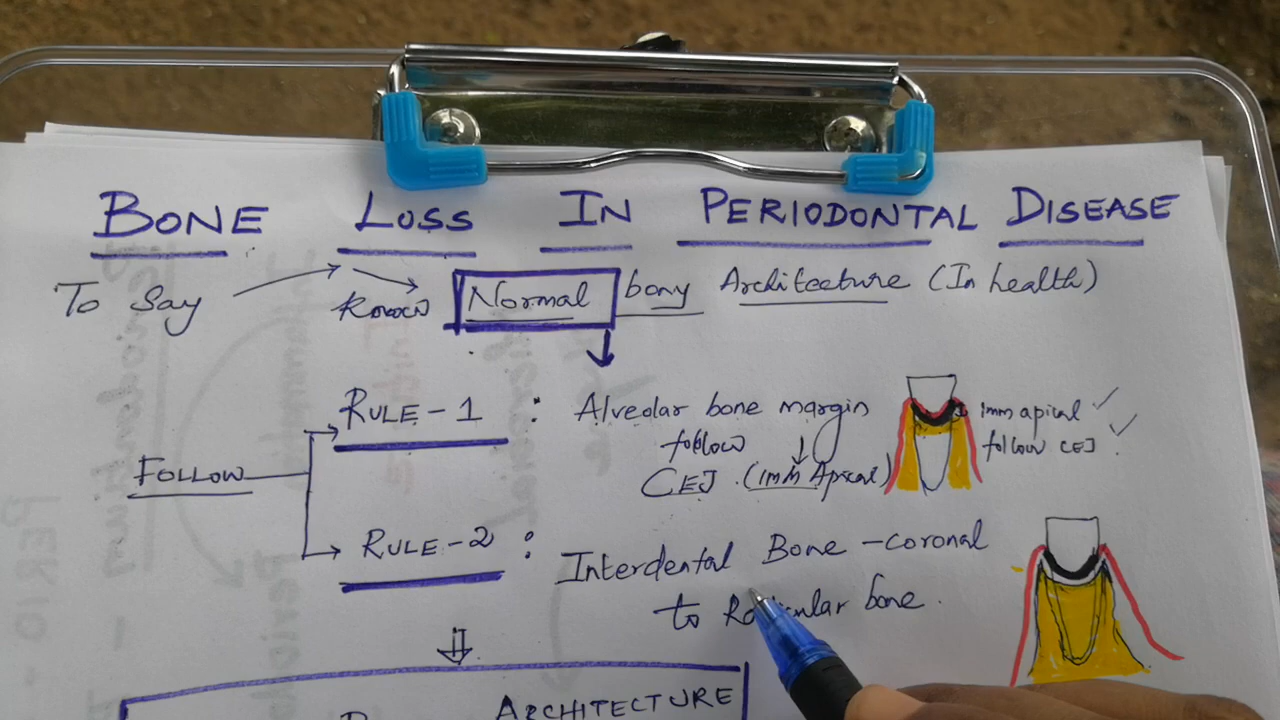 BONE LOSS IN PERIODONTAL DISEASE
To Say Known Normal bony Architecture (In health)
RULE-1 : Alveolar bone margin
follow
CEJ (1mm Apical)
1mm apical ✓
follow CEJ ✓
FOLLOW
RULE-2 : Interdental Bone - coronal
to Radicular bone.
ARCHITECTURE